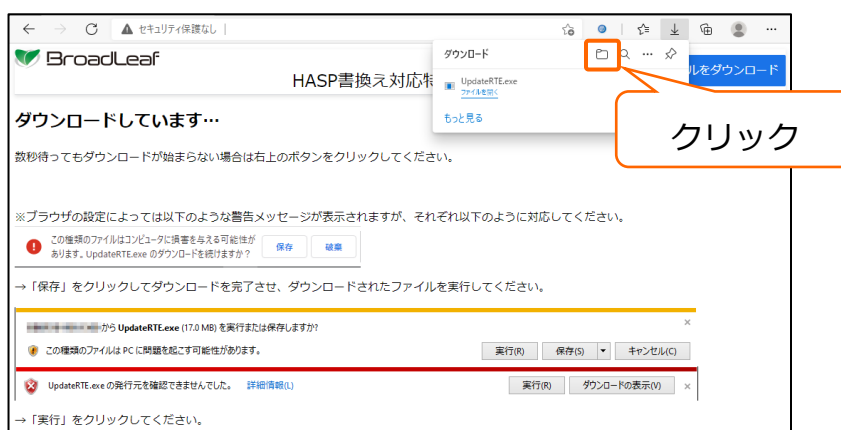 セキュリティ保護なし
BroadLeaf
HASP書換え対応特
ルをダウンロード
ダウンロード
UpdateRTE.exe
ファイルを開く
もっと見る
クリック
ダウンロードしています…
数秒待ってもダウンロードが始まらない場合は右上のボタンをクリックしてください。
※ブラウザの設定によっては以下のような警告メッセージが表示されますが、それぞれ以下のように対応してください。
この種類のファイルはコンピュータに損害を与える可能性が
あります。UpdateRTE.exe のダウンロードを続けますか？
保存 破棄
→「保存」をクリックしてダウンロードを完了させ、ダウンロードされたファイルを実行してください。
から UpdateRTE.exe (17.0 MB) を実行または保存しますか?
この種類のファイルは PC に問題を起こす可能性があります。
実行(R) 保存(S) キャンセル(C)
UpdateRTE.exe の発行元を確認できませんでした。 詳細情報(L)
実行(R) ダウンロードの表示(V)
→「実行」をクリックしてください。